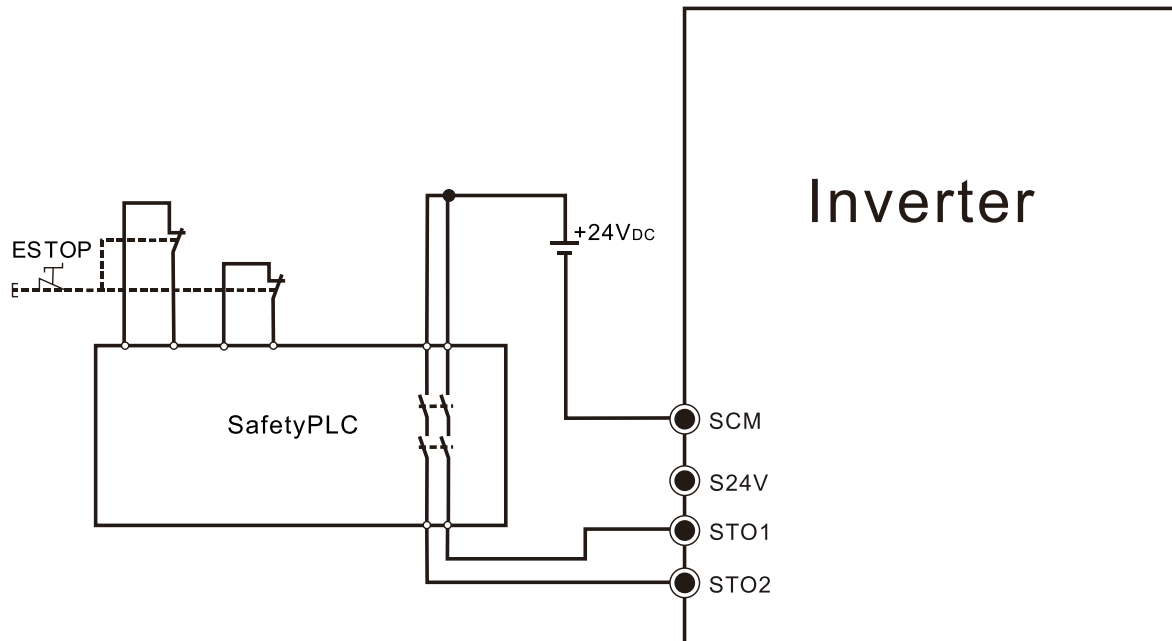 Inverter
ESTOP
+24VDC
SafetyPLC
SCM
S24V
STO1
STO2